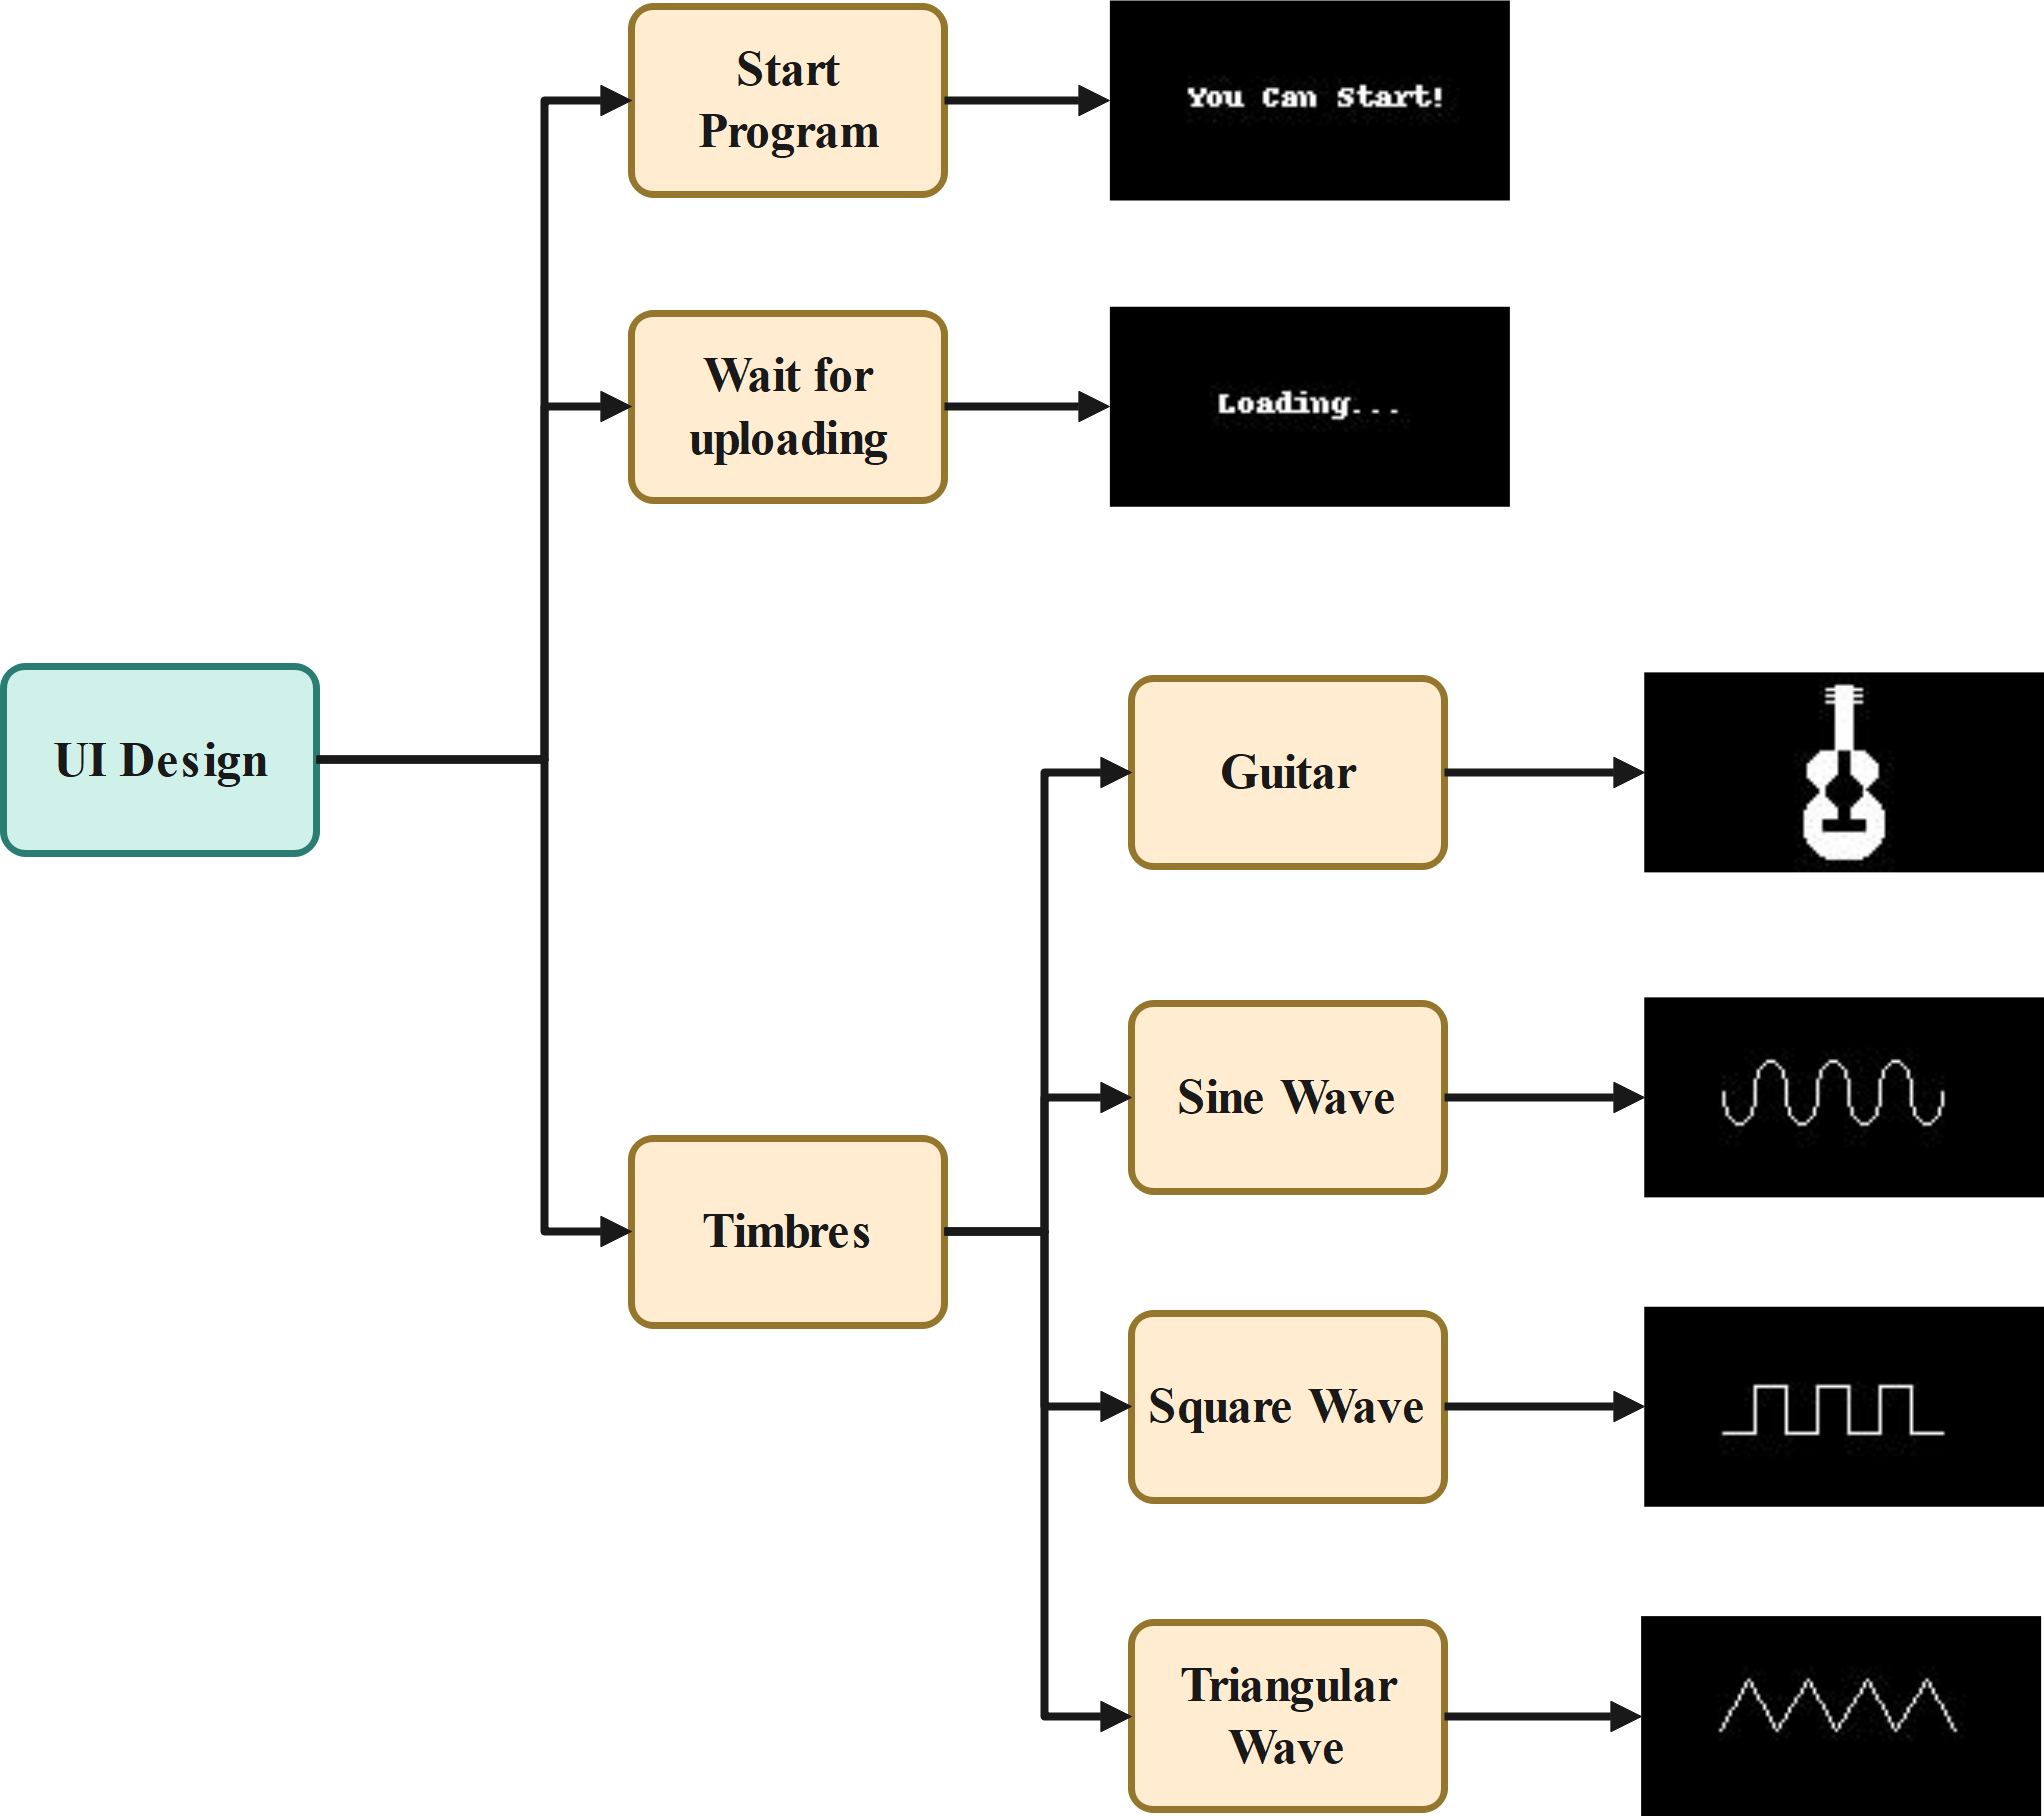 Start
Program
You Can Start!
Wait for
uploading
Loading...
UI Design
Guitar
Sine Wave
Timbres
Square Wave
Triangular
Wave